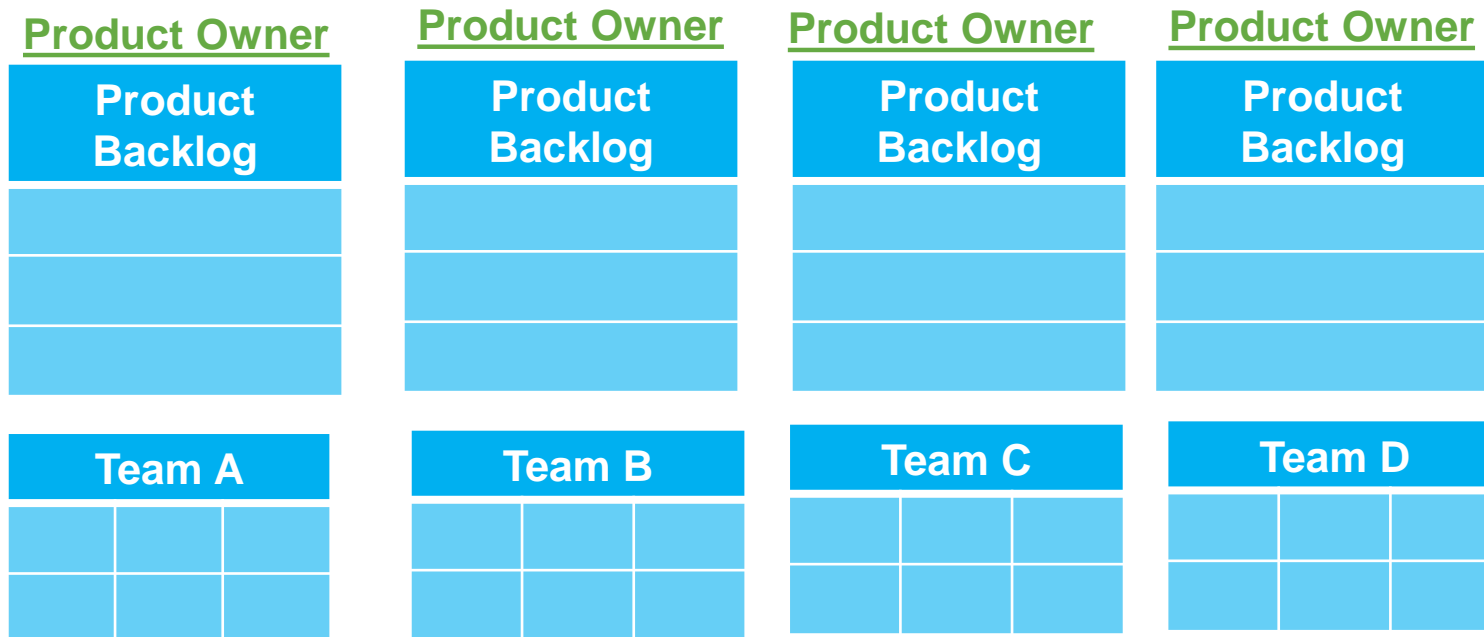 Product Owner
Product
Backlog
Team A
Product Owner
Product
Backlog
Team B
Product Owner
Product
Backlog
Team C
Product Owner
Product
Backlog
Team D